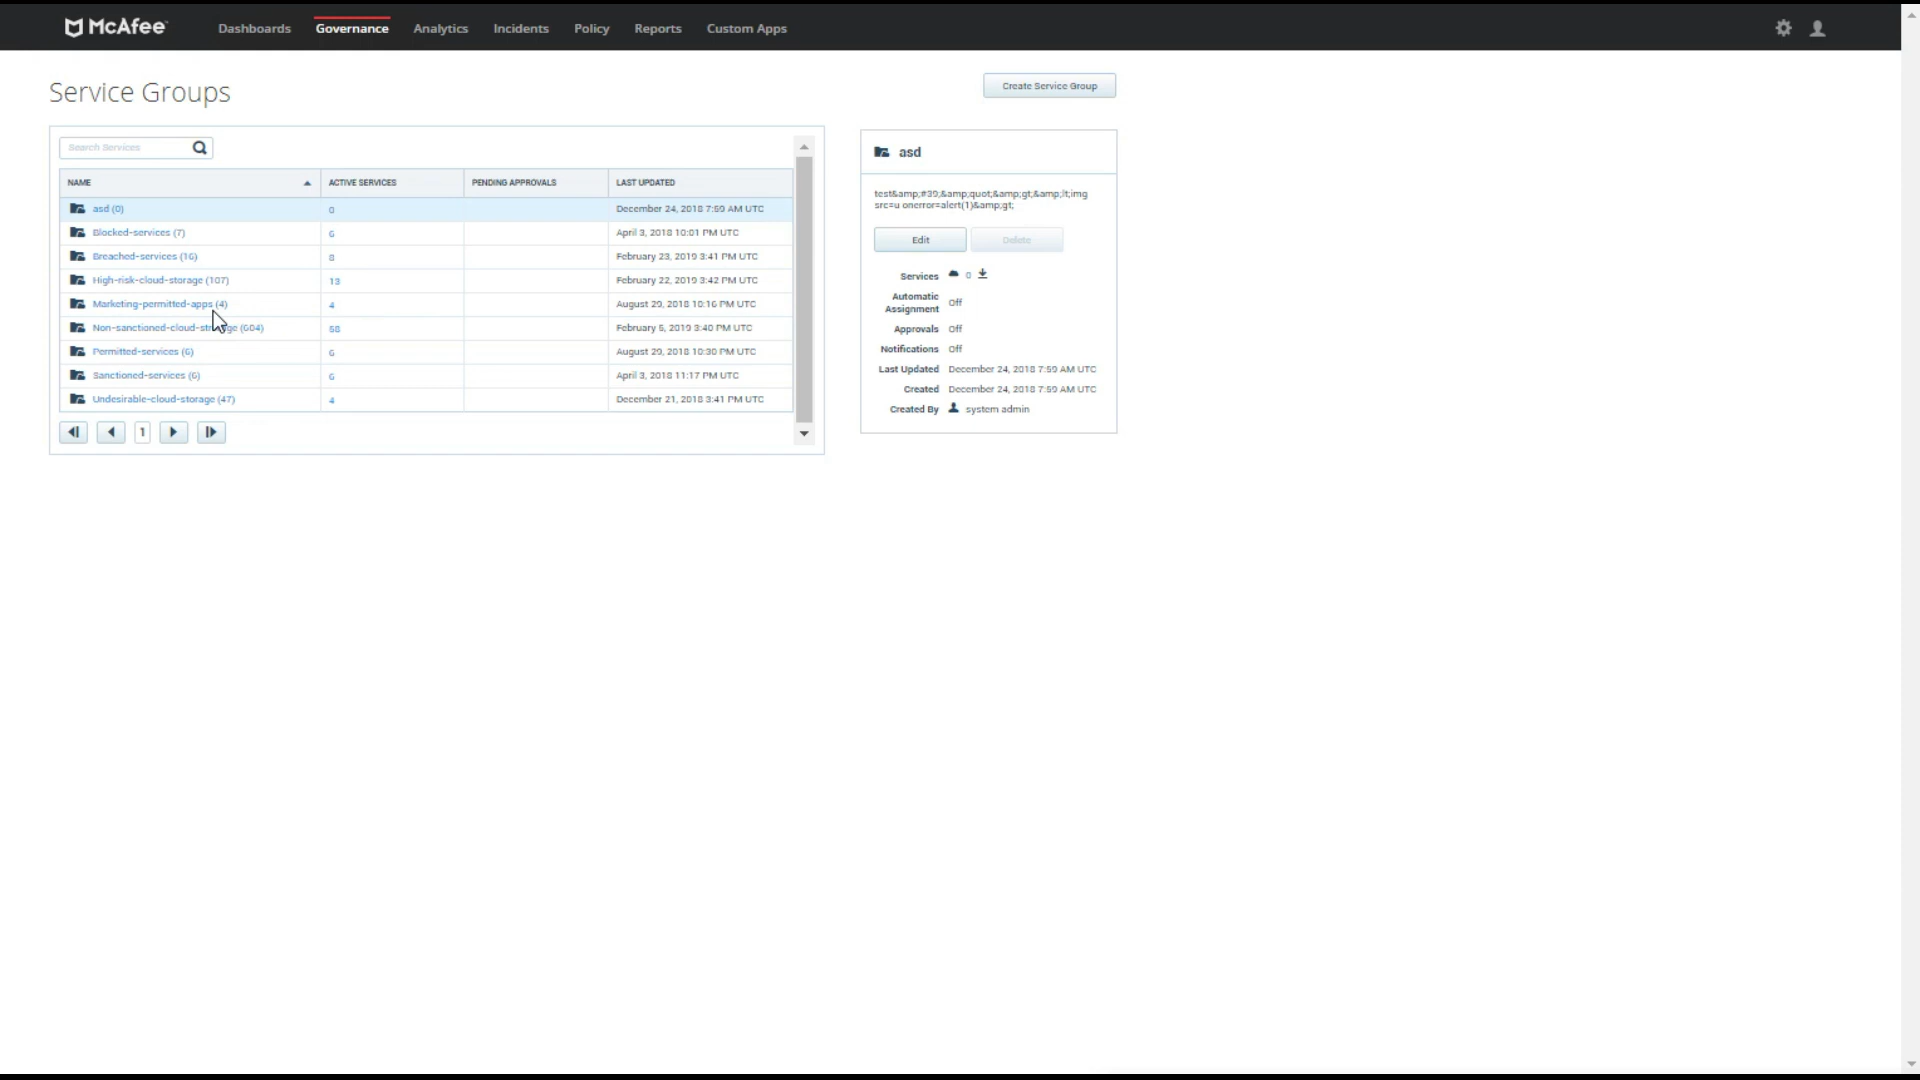 McAfee
Dashboards Governance Analytics Incidents Policy Reports Custom Apps
Service Groups
Create Service Group
Search Services
NAME ACTIVE SERVICES PENDING APPROVALS LAST UPDATED
asd (0) 0 December 24, 2018 7:59 AM UTC
Blocked-services (7) 6 April 3, 2018 10:01 PM UTC
Breached-services (16) 8 February 23, 2019 3:41 PM UTC
High-risk-cloud-storage (107) 13 February 22, 2019 3:42 PM UTC
Marketing-permitted-apps (4) 4 August 29, 2018 10:16 PM UTC
Non-sanctioned-cloud-storage (604) 58 February 6, 2019 3:40 PM UTC
Permitted-services (6) 6 August 29, 2018 10:30 PM UTC
Sanctioned-services (6) 6 April 3, 2018 11:17 PM UTC
Undesirable-cloud-storage (47) 4 December 21, 2018 3:41 PM UTC
1
asd
test&amp;#39;&amp;quot;&amp;gt;&amp;lt;img
src=u onerror=alert(1)&amp;gt;
Edit Delete
Services 0
Automatic Assignment Off
Approvals Off
Notifications Off
Last Updated December 24, 2018 7:59 AM UTC
Created December 24, 2018 7:59 AM UTC
Created By system admin